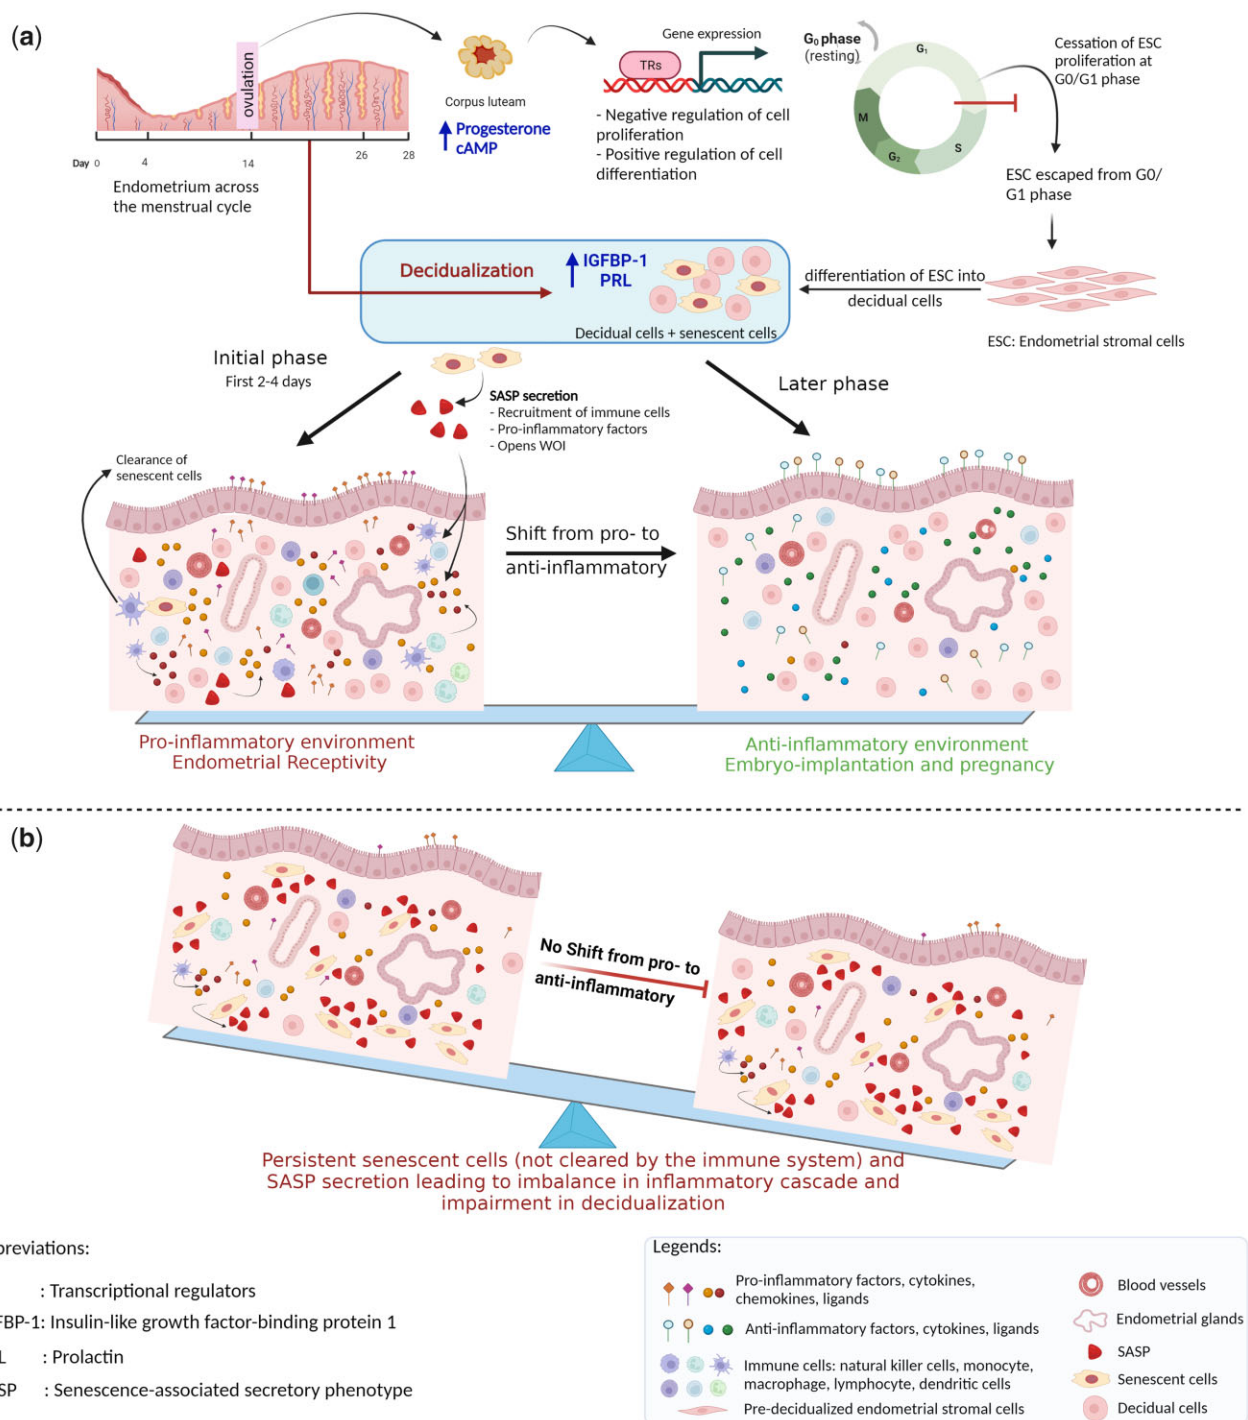 (a)
ovulation
Day 0 4 14 26 28
Endometrium across
the menstrual cycle
Corpus luteam
Progesterone
cAMP
Gene expression
TRs
- Negative regulation of cell
proliferation
- Positive regulation of cell
differentiation
G0 phase
(resting)
G1
S
G2
M
Cessation of ESC
proliferation at
G0/G1 phase
ESC escaped from G0/
G1 phase
differentiation of ESC into
decidual cells
ESC: Endometrial stromal cells
Decidualization
IGFBP-1
PRL
Decidual cells + senescent cells
Initial phase
First 2-4 days
SASP secretion
- Recruitment of immune cells
- Pro-inflammatory factors
- Opens WOI
Later phase
Clearance of
senescent cells
Shift from pro- to
anti-inflammatory
Pro-inflammatory environment
Endometrial Receptivity
Anti-inflammatory environment
Embryo-implantation and pregnancy
(b)
No Shift from pro- to
anti-inflammatory
Persistent senescent cells (not cleared by the immune system) and
SASP secretion leading to imbalance in inflammatory cascade and
impairment in decidualization
breviations:
: Transcriptional regulators
FBP-1: Insulin-like growth factor-binding protein 1
L : Prolactin
SP : Senescence-associated secretory phenotype
Legends:
Pro-inflammatory factors, cytokines,
chemokines, ligands
Anti-inflammatory factors, cytokines, ligands
Immune cells: natural killer cells, monocyte,
macrophage, lymphocyte, dendritic cells
Pre-decidualized endometrial stromal cells
Blood vessels
Endometrial glands
SASP
Senescent cells
Decidual cells